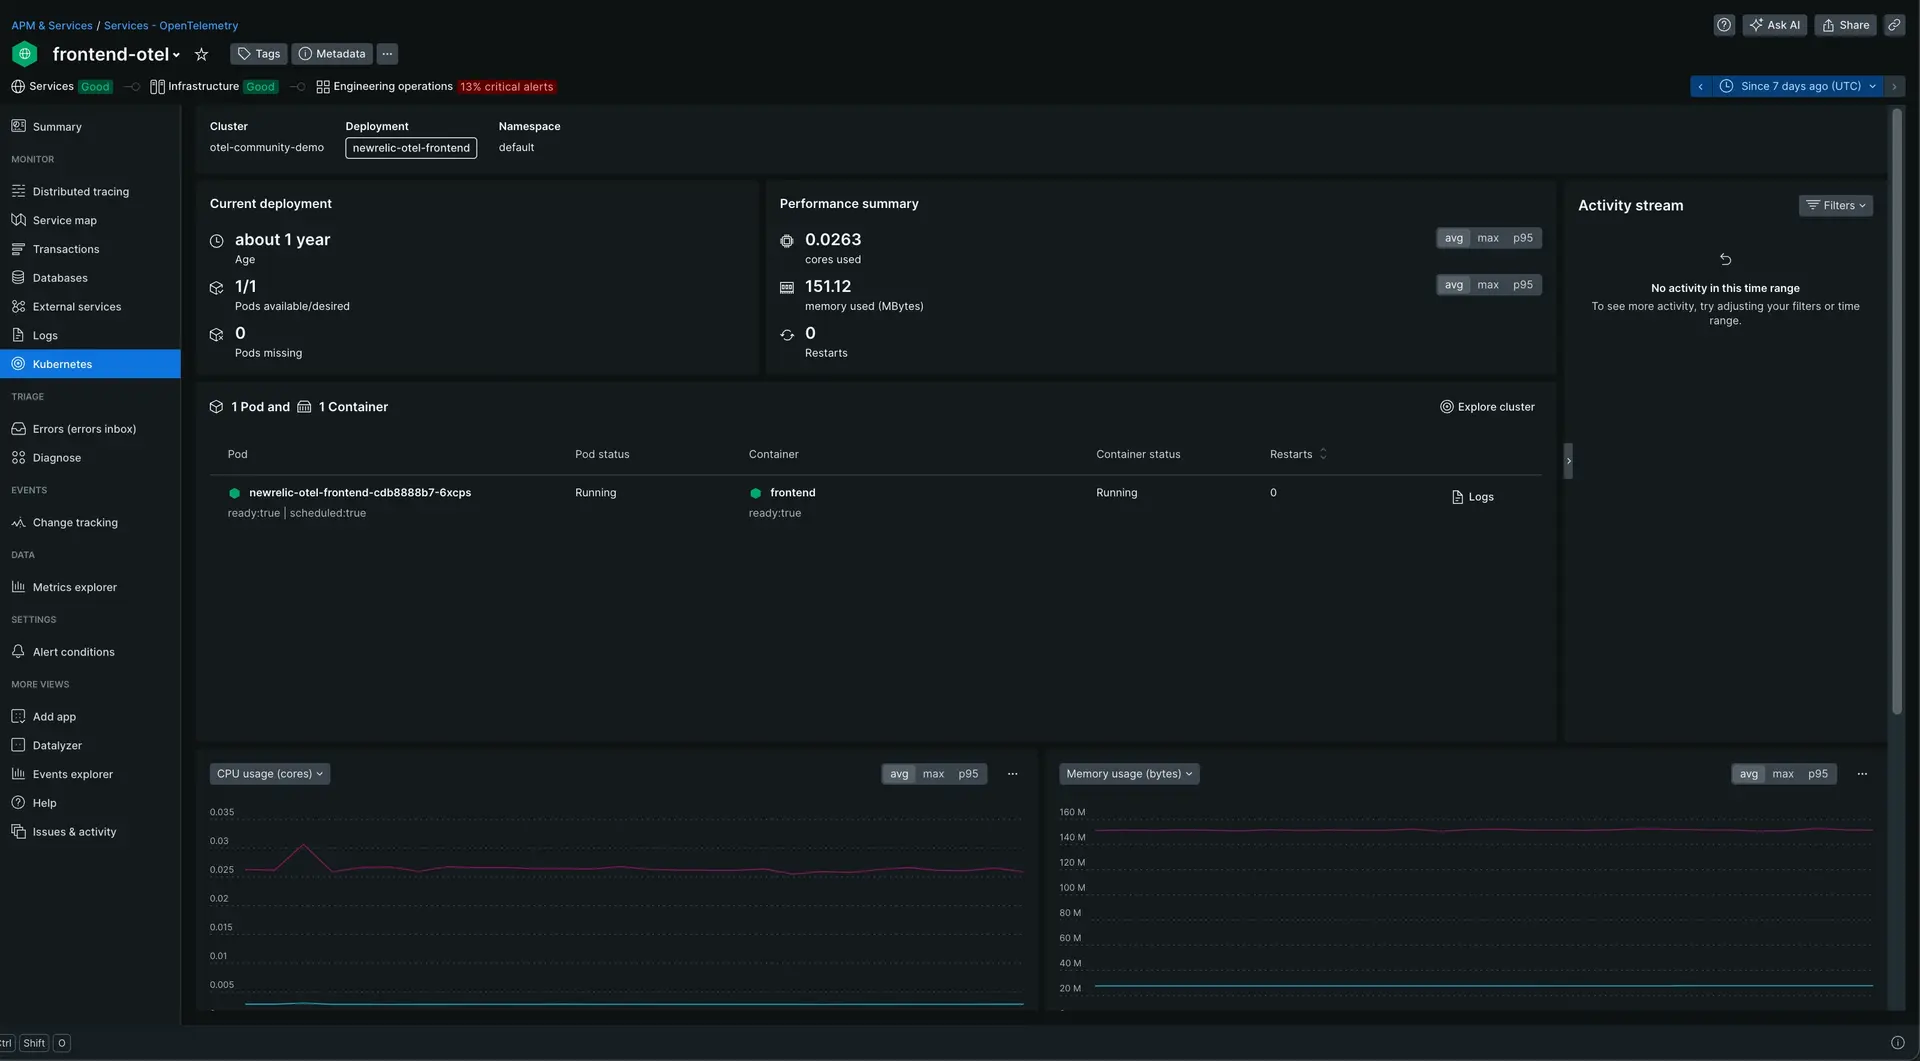 APM & Services / Services - OpenTelemetry
Ask AI
Share
frontend-otel
Tags
Metadata
Services Good
Infrastructure Good
Engineering operations 13% critical alerts
Since 7 days ago (UTC)
Summary
MONITOR
Distributed tracing
Service map
Transactions
Databases
External services
Logs
Kubernetes
TRIAGE
Errors (errors inbox)
Diagnose
EVENTS
Change tracking
DATA
Metrics explorer
SETTINGS
Alert conditions
MORE VIEWS
Add app
Datalyzer
Events explorer
Help
Issues & activity
Cluster
otel-community-demo
Deployment
newrelic-otel-frontend
Namespace
default
Current deployment
about 1 year
Age
1/1
Pods available/desired
0
Pods missing
Performance summary
0.0263
cores used
avg max p95
151.12
memory used (MBytes)
avg max p95
0
Restarts
Activity stream
Filters
No activity in this time range
To see more activity, try adjusting your filters or time
range.
1 Pod and 1 Container
Explore cluster
Pod Pod status Container Container status Restarts
newrelic-otel-frontend-cdb8888b7-6xcps Running frontend Running 0 Logs
ready:true | scheduled:true ready:true
CPU usage (cores)
avg max p95
0.035
0.03
0.025
0.02
0.015
0.01
0.005
Memory usage (bytes)
avg max p95
160 M
140 M
120 M
100 M
80 M
60 M
40 M
20 M
Shift O